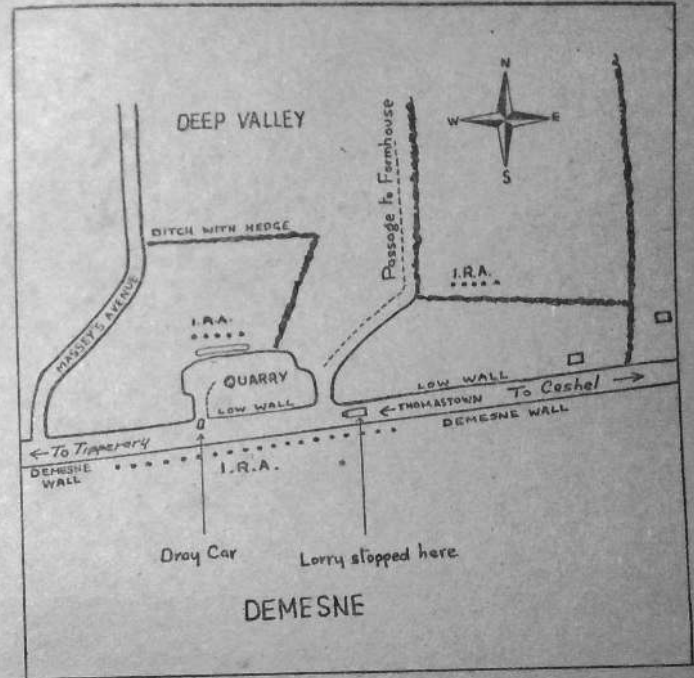 N
W E
S
DEEP VALLEY
Passage to Farmhouse
DITCH WITH HEDGE
MASSEY'S AVENUE
I.R.A.
I.R.A.
QUARRY
LOW WALL
LOW WALL
To Cashel →
← THOMASTOWN
DEMESNE WALL
← To Tipperery
DEMESNE
WALL
I.R.A.
Dray Car
Lorry stopped here
DEMESNE